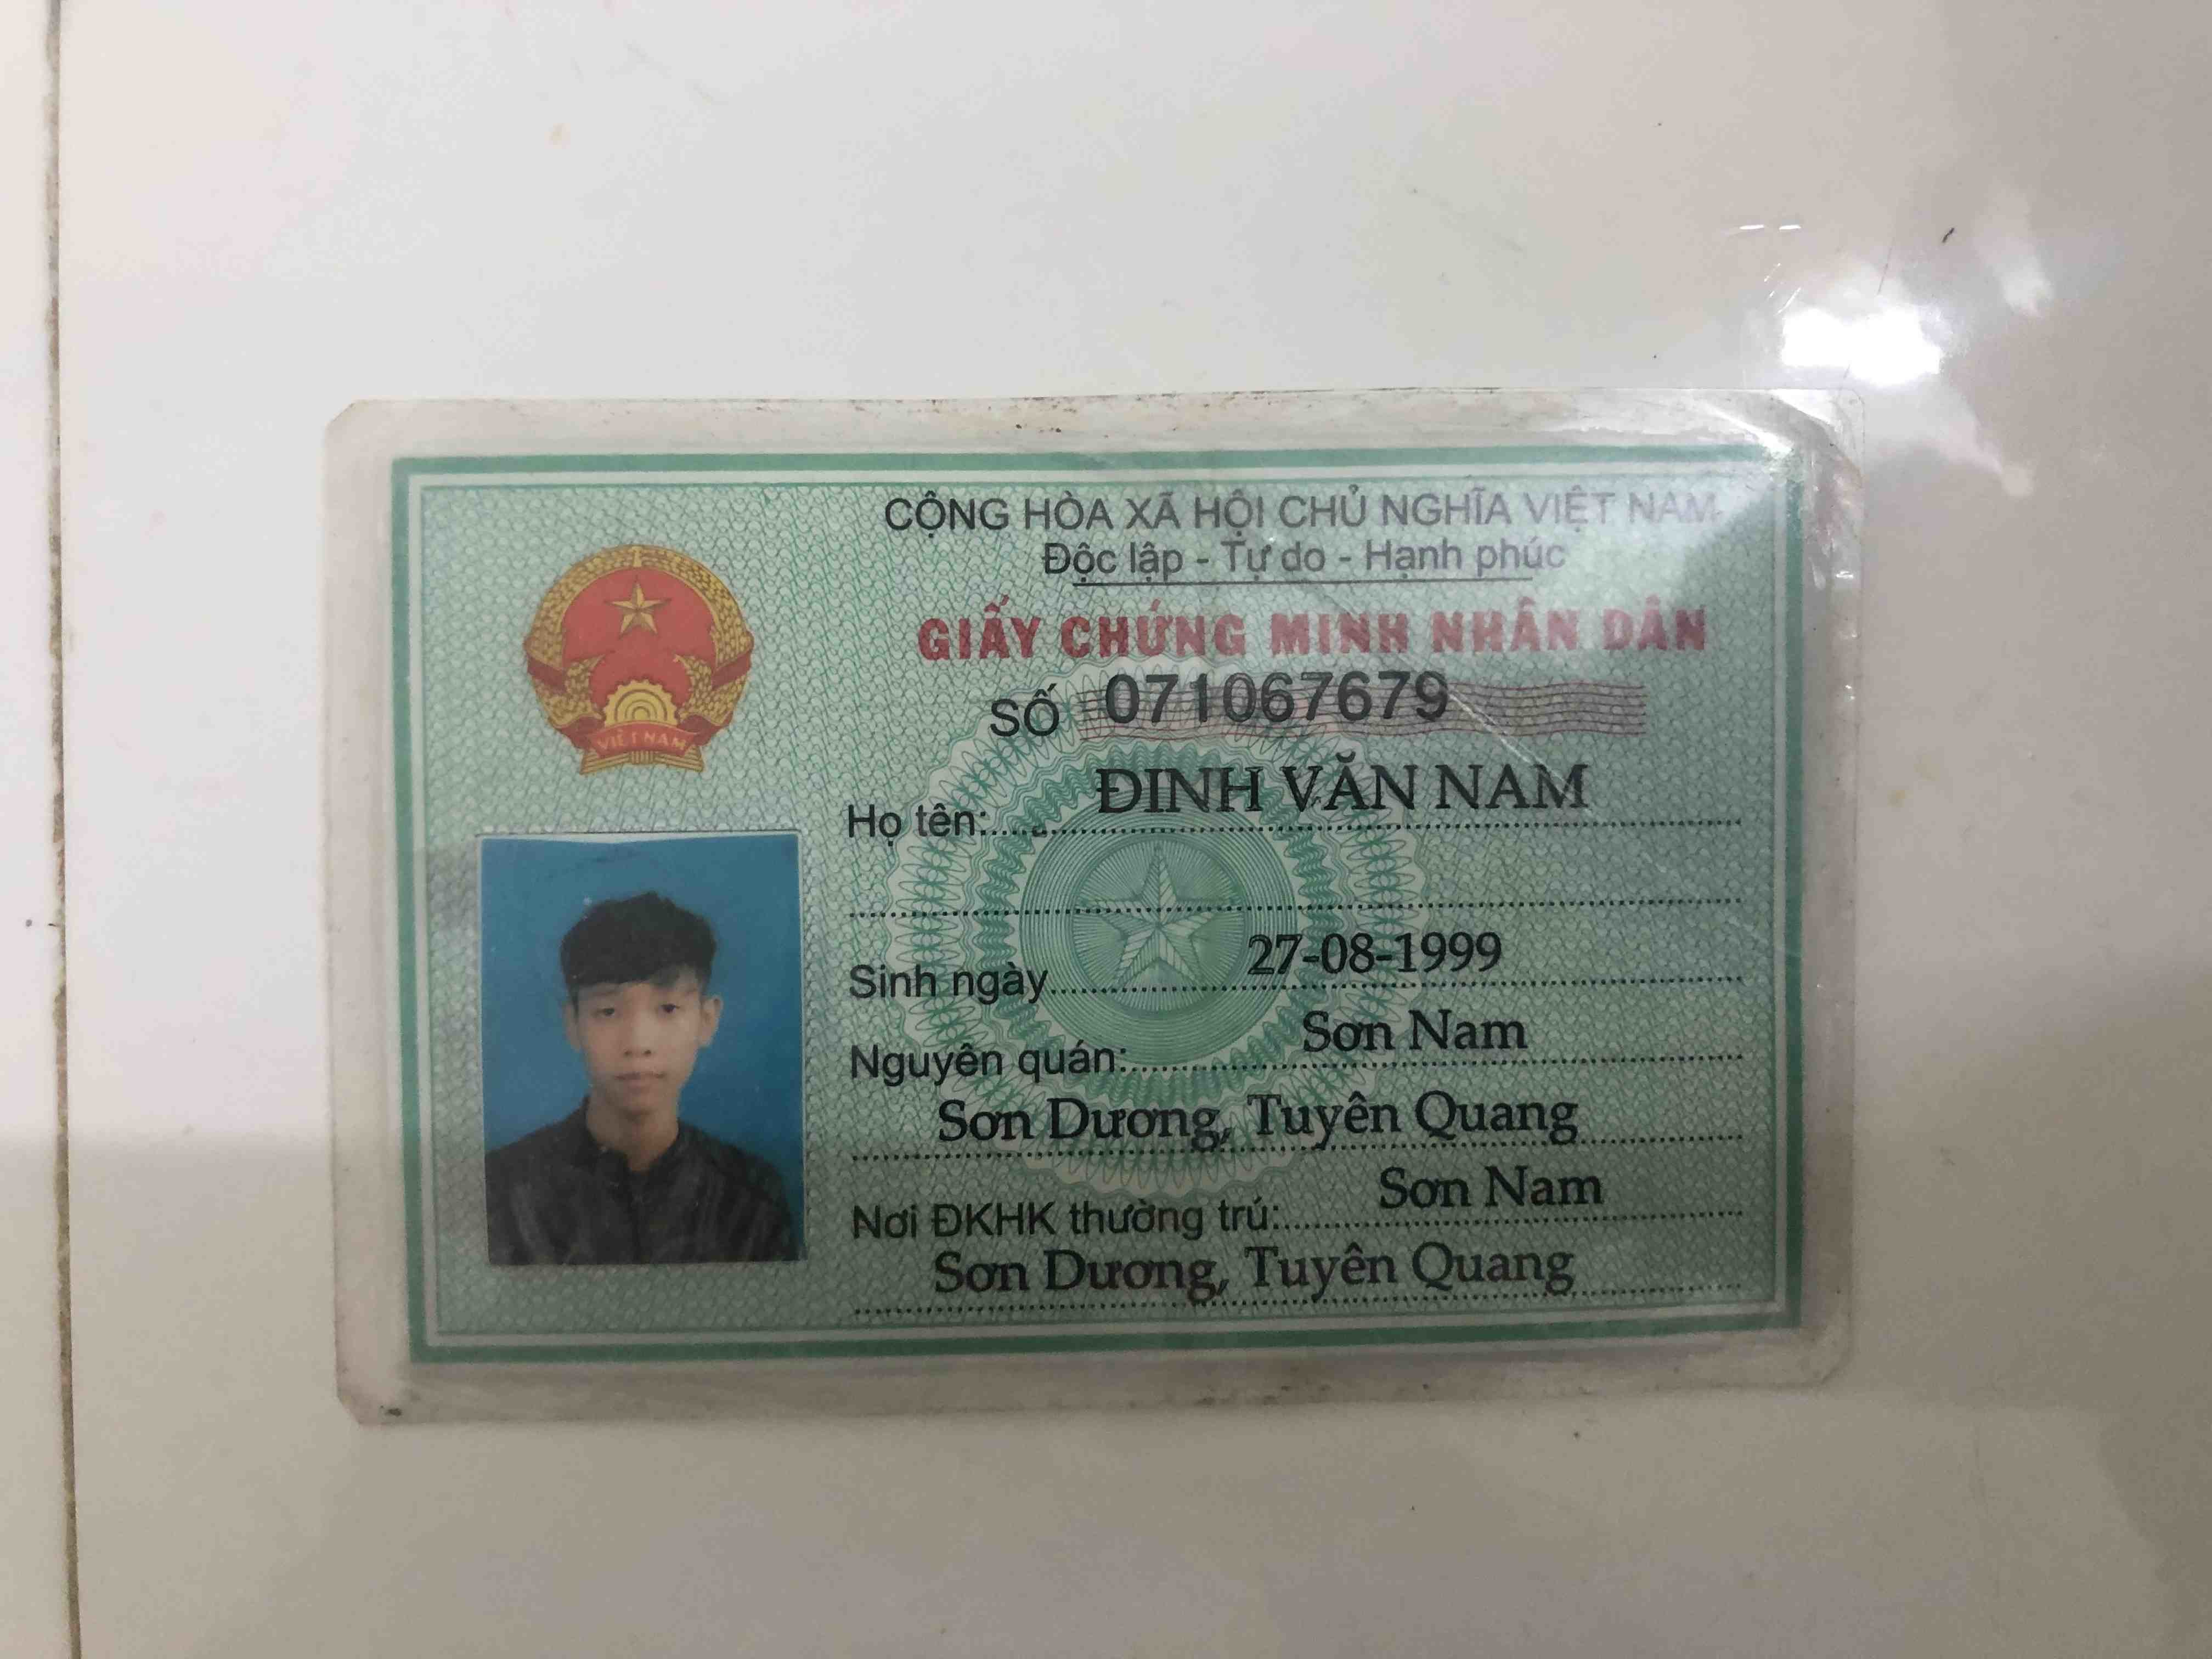 CỘNG HÒA XÃ HỘI CHỦ NGHĨA VIỆT NAM
Độc lập - Tự do - Hạnh phúc
GIẤY CHỨNG MINH NHÂN DÂN
SỐ 071067679
Họ tên: ĐINH VĂN NAM
Sinh ngày 27-08-1999
Nguyên quán: Sơn Nam
Sơn Dương, Tuyên Quang
Nơi ĐKHK thường trú: Sơn Nam
Sơn Dương, Tuyên Quang
VIỆT NAM